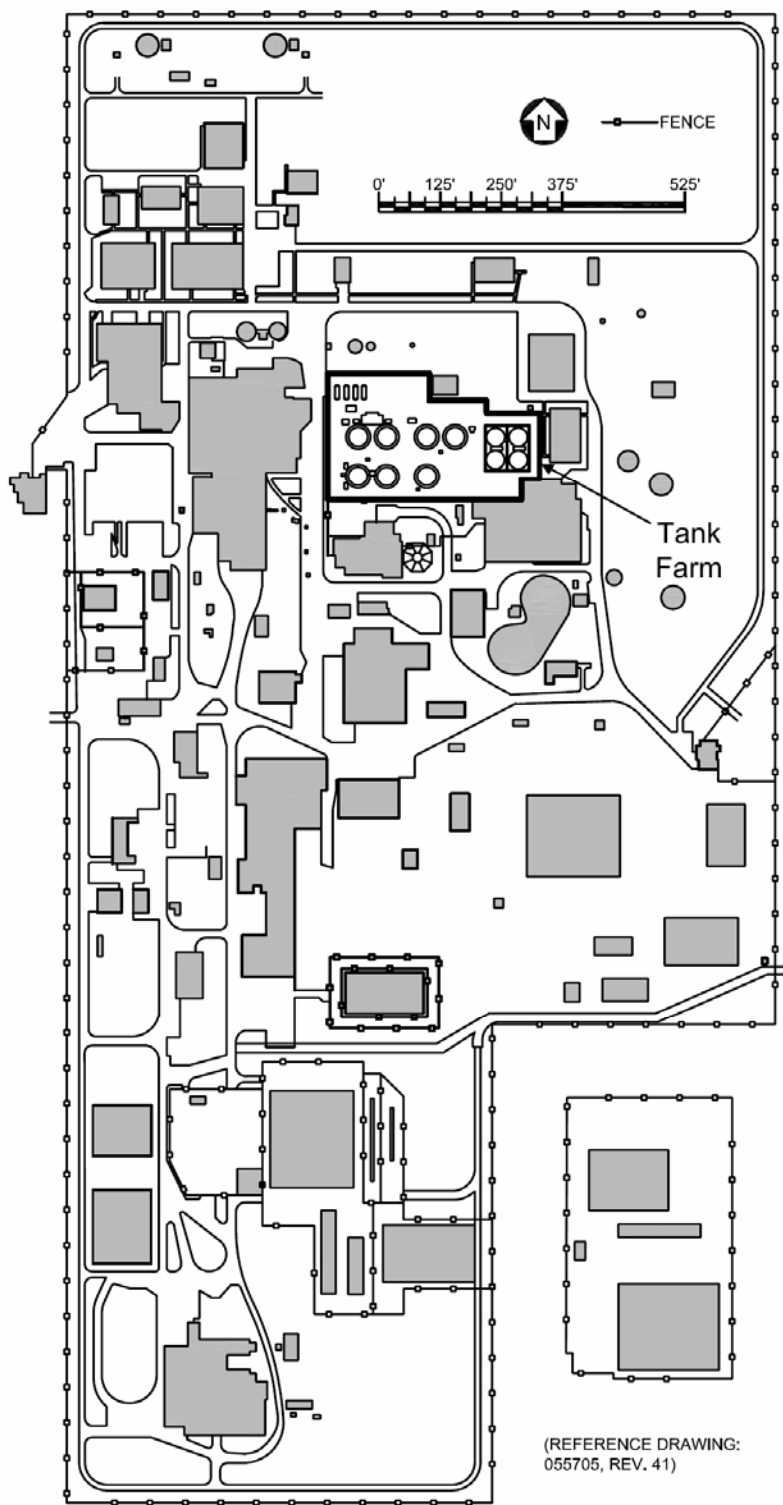 N
FENCE
0' 125' 250' 375' 525'
Tank
Farm
(REFERENCE DRAWING:
055705, REV. 41)